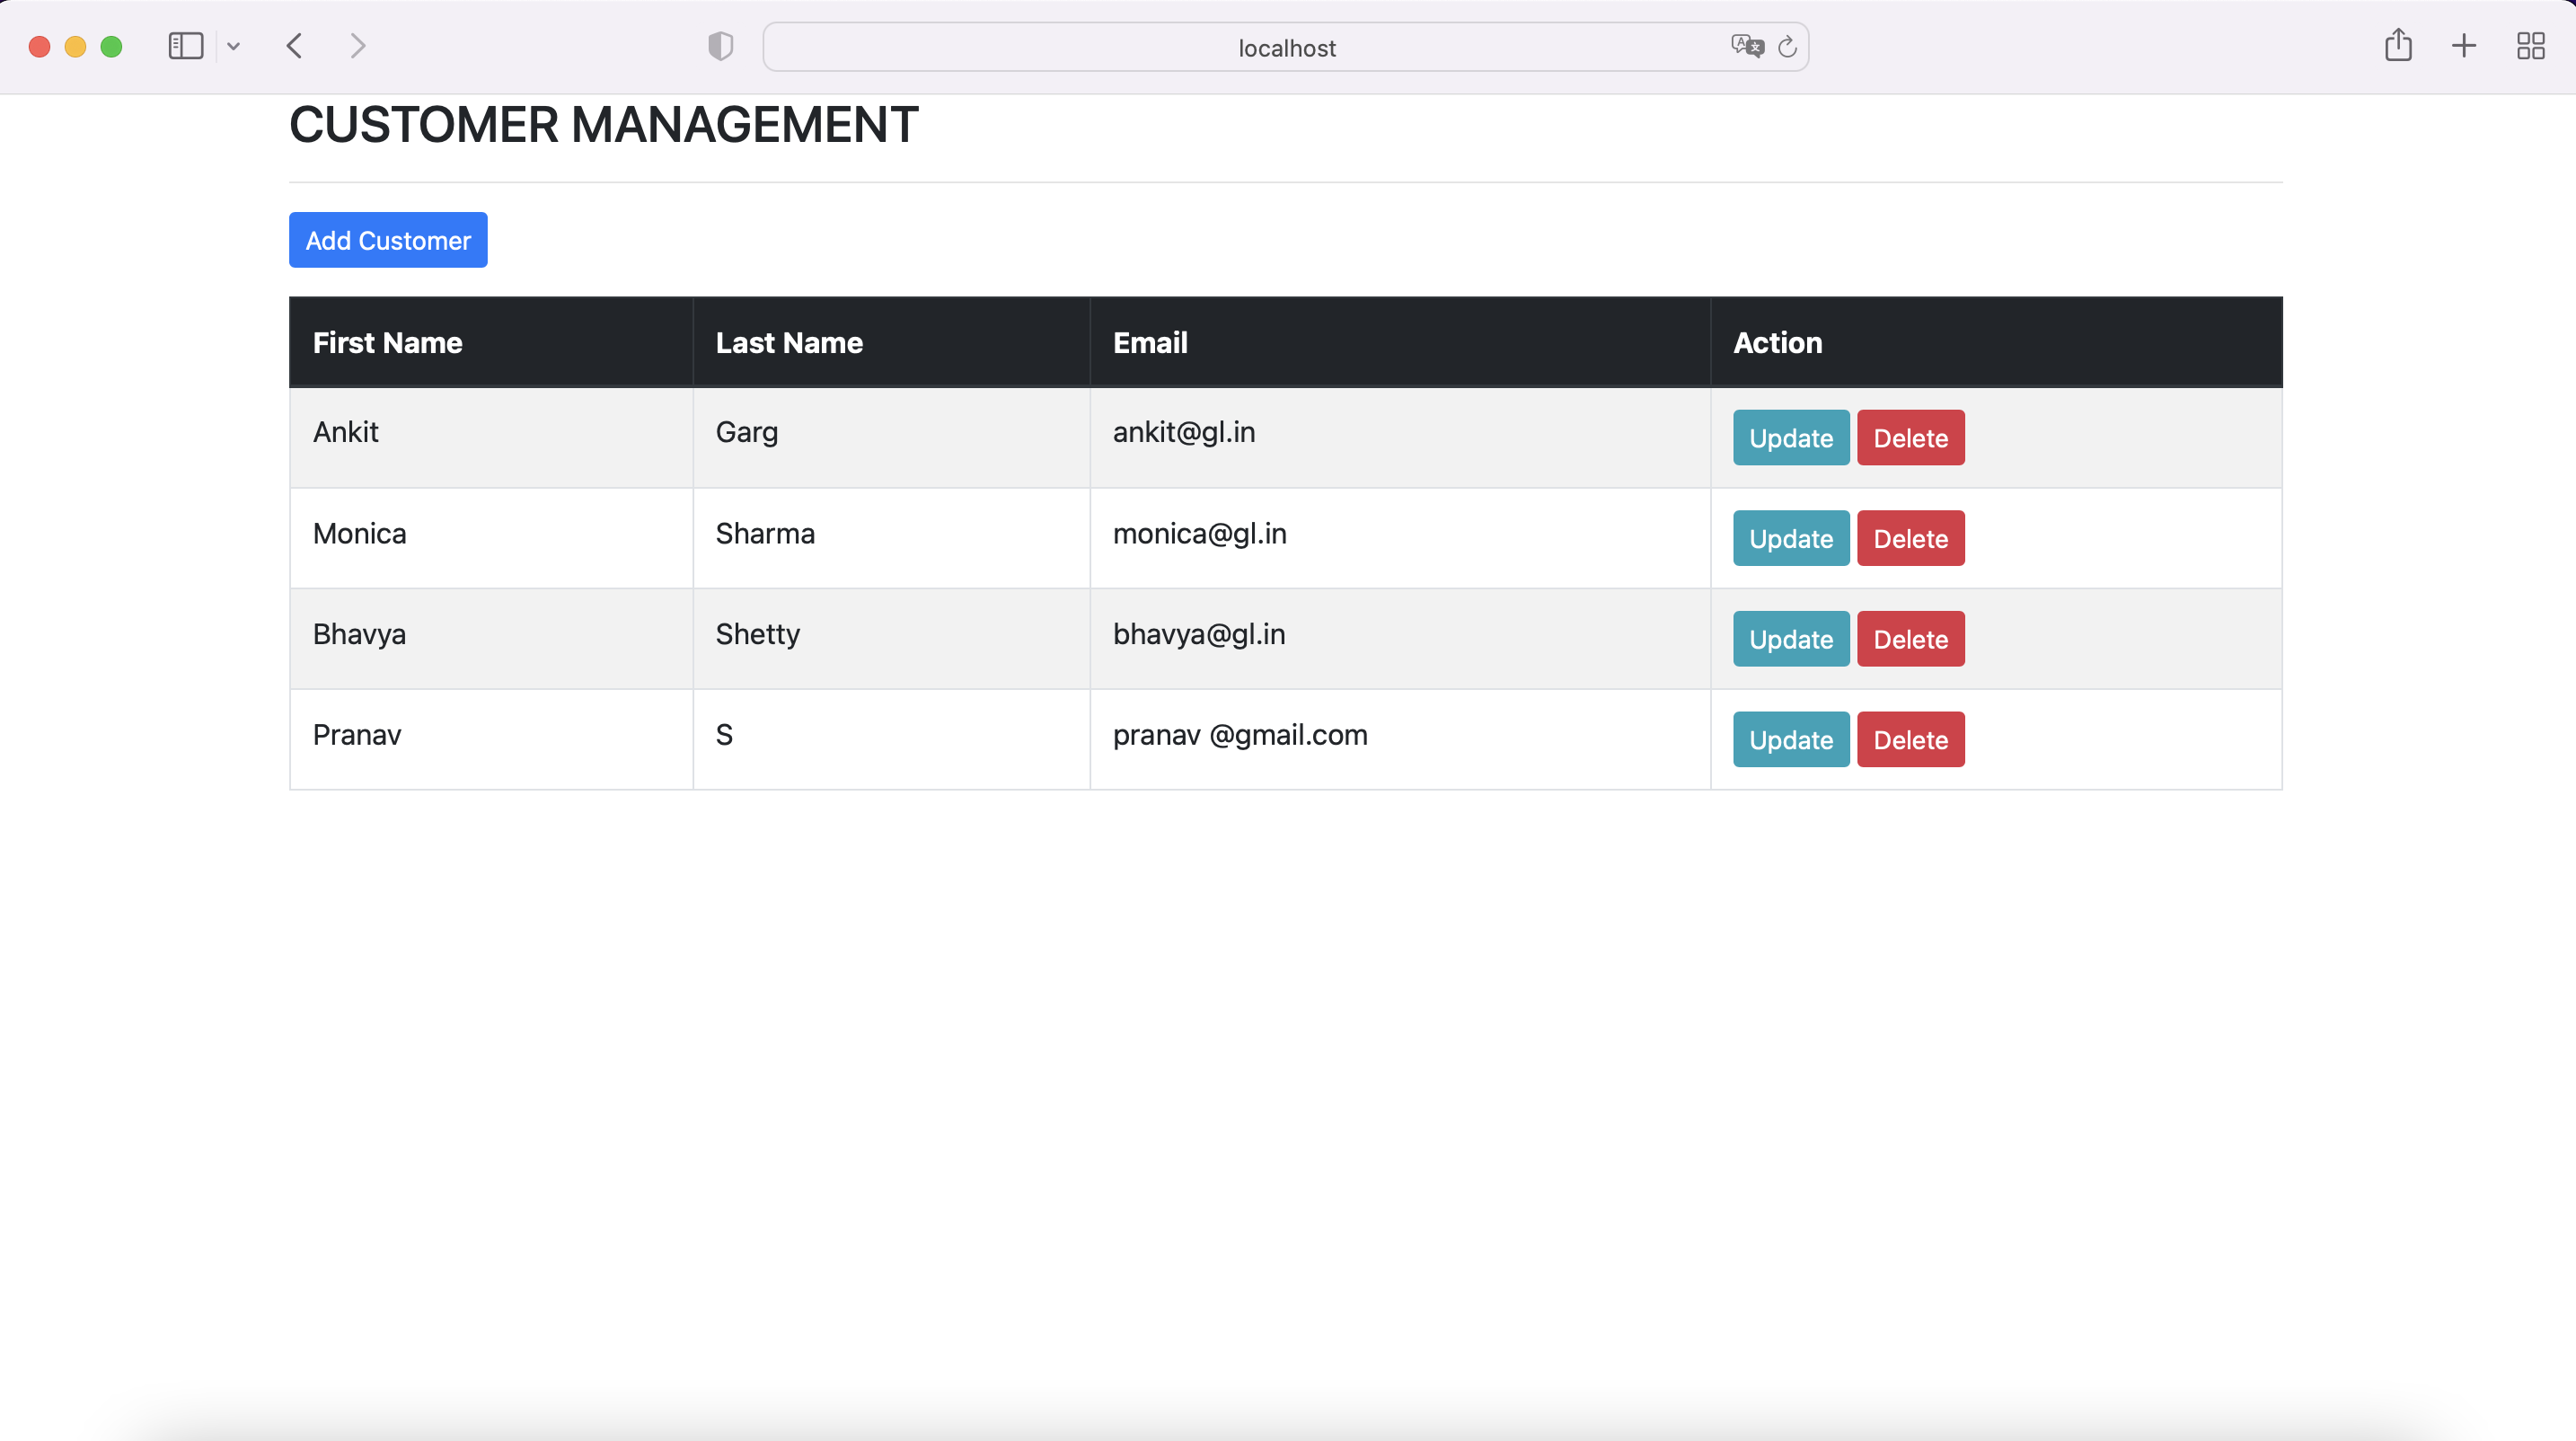 localhost
CUSTOMER MANAGEMENT
Add Customer
First Name Last Name Email Action
Ankit Garg ankit@gl.in Update Delete
Monica Sharma monica@gl.in Update Delete
Bhavya Shetty bhavya@gl.in Update Delete
Pranav S pranav @gmail.com Update Delete